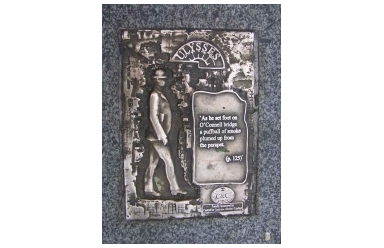 ULYSSES
'As he set foot on
O'Connell bridge
a puffball of smoke
plumed up from
the parapet.'
(p. 125)
C&C